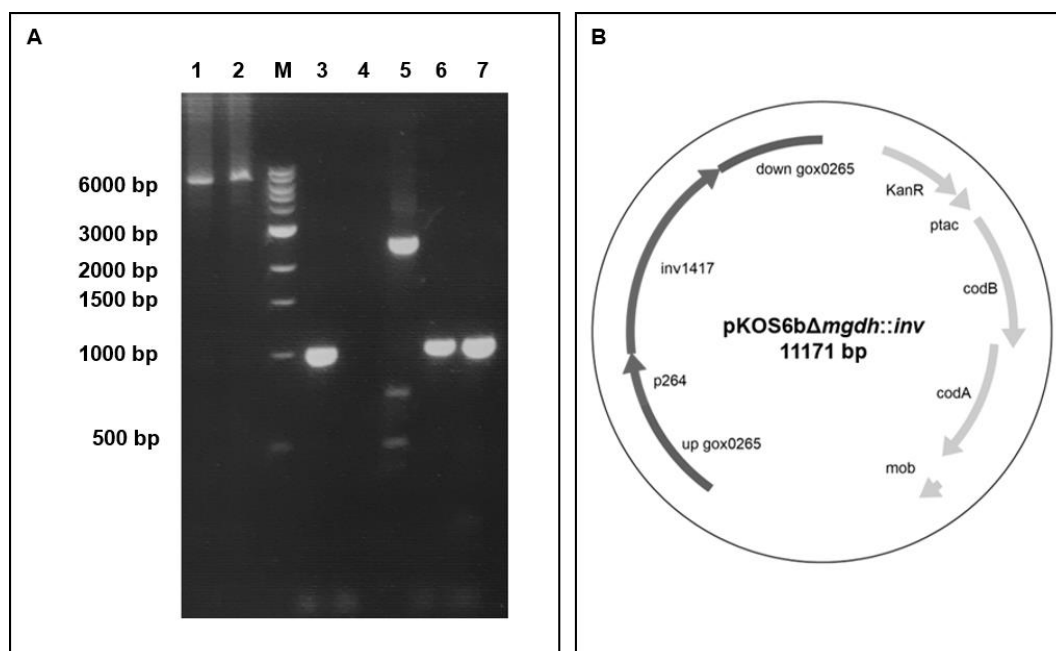 A
1 2 M 3 4 5 6 7
6000 bp
3000 bp
2000 bp
1500 bp
1000 bp
500 bp
B
down gox0265
KanR
ptac
inv1417
codB
pKOS6bΔmgdh::inv
11171 bp
p264
codA
up gox0265
mob